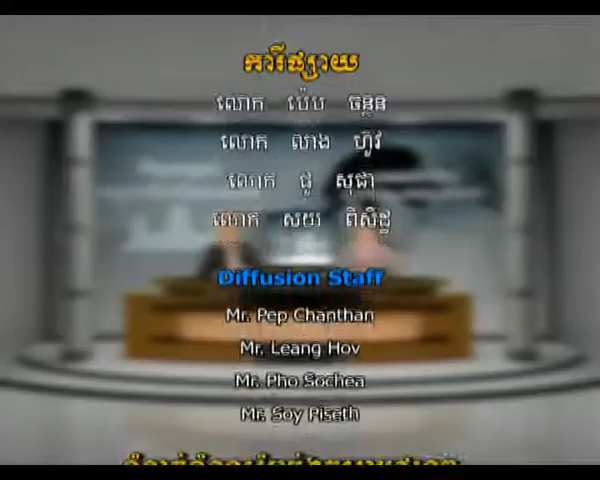 ការីផ្សាយ
លោក ប៉េប ច័ន្ថន
លោក លាង ហ៊ូវ
លោក ផូ សុជា
លោក សយ ពិសិដ្ឋ
Diffusion Staff
Mr. Pep Chanthan
Mr. Leang Hov
Mr. Pho Sochea
Mr. Soy Piseth